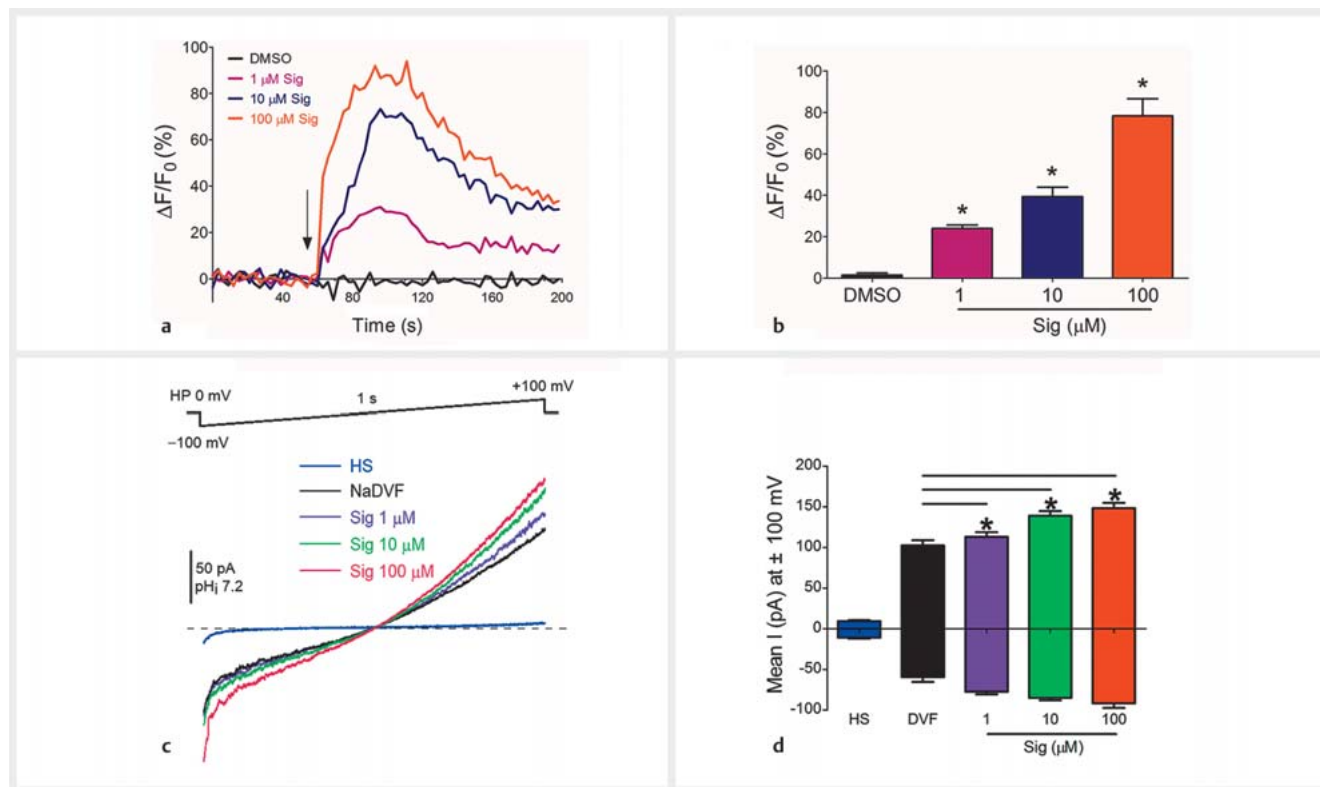 100
80
60
40
20
0
ΔF/F0 (%)
DMSO
1 μM Sig
10 μM Sig
100 μM Sig
40
80
120
160
200
Time (s)
a
100
80
60
40
20
0
ΔF/F0 (%)
*
*
*
DMSO
1
10
100
Sig (μM)
b
HP 0 mV
1 s
+100 mV
−100 mV
HS
NaDVF
Sig 1 μM
Sig 10 μM
Sig 100 μM
50 pA
pHi 7.2
c
200
150
100
50
0
-50
-100
Mean I (pA) at ± 100 mV
*
*
*
HS
DVF
1
10
100
Sig (μM)
d